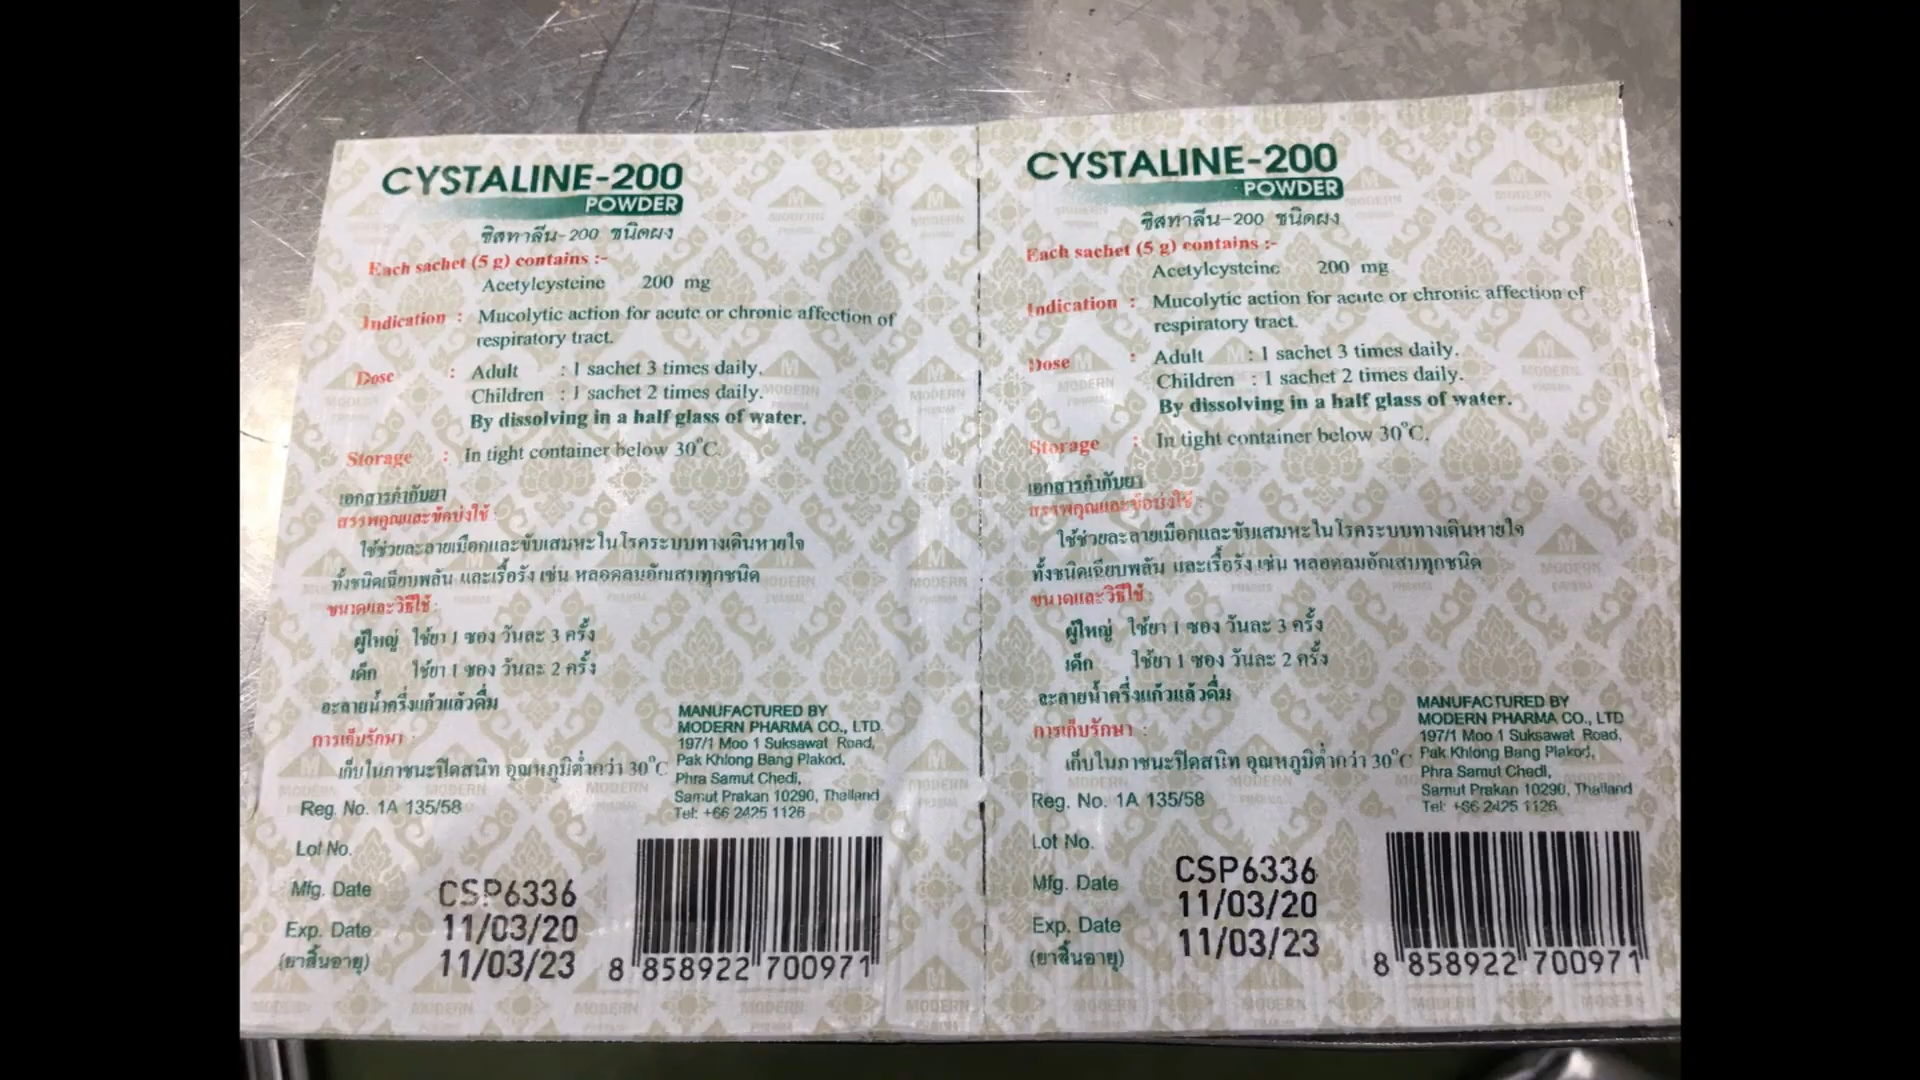 CYSTALINE-200
POWDER
ซิสทาลีน-200 ชนิดผง
Each sachet (5 g) contains :-
Acetylcysteine 200 mg
Indication : Mucolytic action for acute or chronic affection of
respiratory tract.
Dose : Adult : 1 sachet 3 times daily.
Children : 1 sachet 2 times daily.
By dissolving in a half glass of water.
Storage : In tight container below 30°C.
เอกสารกำกับยา
สรรพคุณและข้อบ่งใช้ :
ใช้ช่วยละลายเมือกและขับเสมหะในโรคระบบทางเดินหายใจ
ทั้งชนิดเฉียบพลัน และเรื้อรัง เช่น หลอดลมอักเสบทุกชนิด
ขนาดและวิธีใช้ :
ผู้ใหญ่ ใช้ยา 1 ซอง วันละ 3 ครั้ง
เด็ก ใช้ยา 1 ซอง วันละ 2 ครั้ง
ละลายน้ำครึ่งแก้วแล้วดื่ม
การเก็บรักษา :
เก็บในภาชนะปิดสนิท อุณหภูมิต่ำกว่า 30°C
Reg. No. 1A 135/58
MANUFACTURED BY
MODERN PHARMA CO., LTD.
197/1 Moo 1 Suksawat Road,
Pak Khlong Bang Plakod,
Phra Samut Chedi,
Samut Prakan 10290, Thailand
Tel: +66 2425 1126
Lot No.
Mfg. Date CSP6336
Exp. Date 11/03/20
(ยาสิ้นอายุ) 11/03/23
8 858922 700971
CYSTALINE-200
POWDER
ซิสทาลีน-200 ชนิดผง
Each sachet (5 g) contains :-
Acetylcysteine 200 mg
Indication : Mucolytic action for acute or chronic affection of
respiratory tract.
Dose : Adult : 1 sachet 3 times daily.
Children : 1 sachet 2 times daily.
By dissolving in a half glass of water.
Storage : In tight container below 30°C.
เอกสารกำกับยา
สรรพคุณและข้อบ่งใช้ :
ใช้ช่วยละลายเมือกและขับเสมหะในโรคระบบทางเดินหายใจ
ทั้งชนิดเฉียบพลัน และเรื้อรัง เช่น หลอดลมอักเสบทุกชนิด
ขนาดและวิธีใช้ :
ผู้ใหญ่ ใช้ยา 1 ซอง วันละ 3 ครั้ง
เด็ก ใช้ยา 1 ซอง วันละ 2 ครั้ง
ละลายน้ำครึ่งแก้วแล้วดื่ม
การเก็บรักษา :
เก็บในภาชนะปิดสนิท อุณหภูมิต่ำกว่า 30°C
Reg. No. 1A 135/58
MANUFACTURED BY
MODERN PHARMA CO., LTD
197/1 Moo 1 Suksawat Road,
Pak Khlong Bang Plakod,
Phra Samut Chedi,
Samut Prakan 10290, Thailand
Tel: +66 2425 1126
Lot No.
Mfg. Date CSP6336
Exp. Date 11/03/20
(ยาสิ้นอายุ) 11/03/23
8 858922 700971